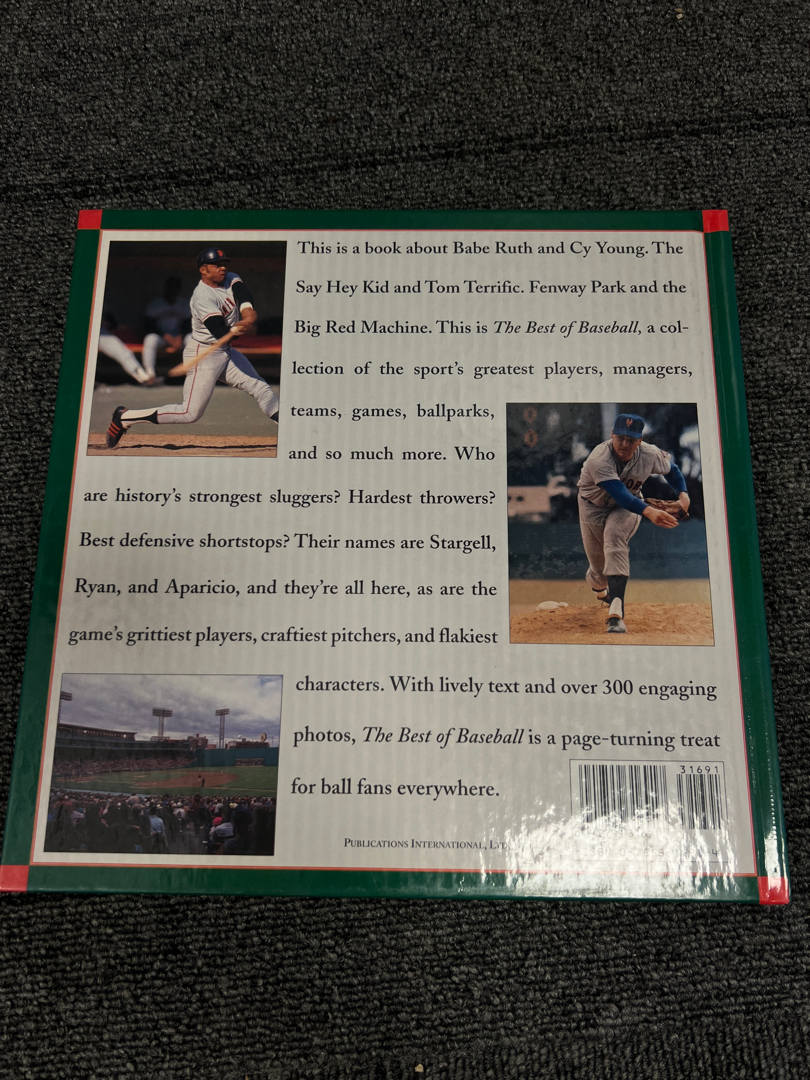 This is a book about Babe Ruth and Cy Young. The
Say Hey Kid and Tom Terrific. Fenway Park and the
Big Red Machine. This is The Best of Baseball, a col-
lection of the sport's greatest players, managers,
teams, games, ballparks,
and so much more. Who
are history's strongest sluggers? Hardest throwers?
Best defensive shortstops? Their names are Stargell,
Ryan, and Aparicio, and they're all here, as are the
game's grittiest players, craftiest pitchers, and flakiest
characters. With lively text and over 300 engaging
photos, The Best of Baseball is a page-turning treat
for ball fans everywhere.
31691
PUBLICATIONS INTERNATIONAL, LTD